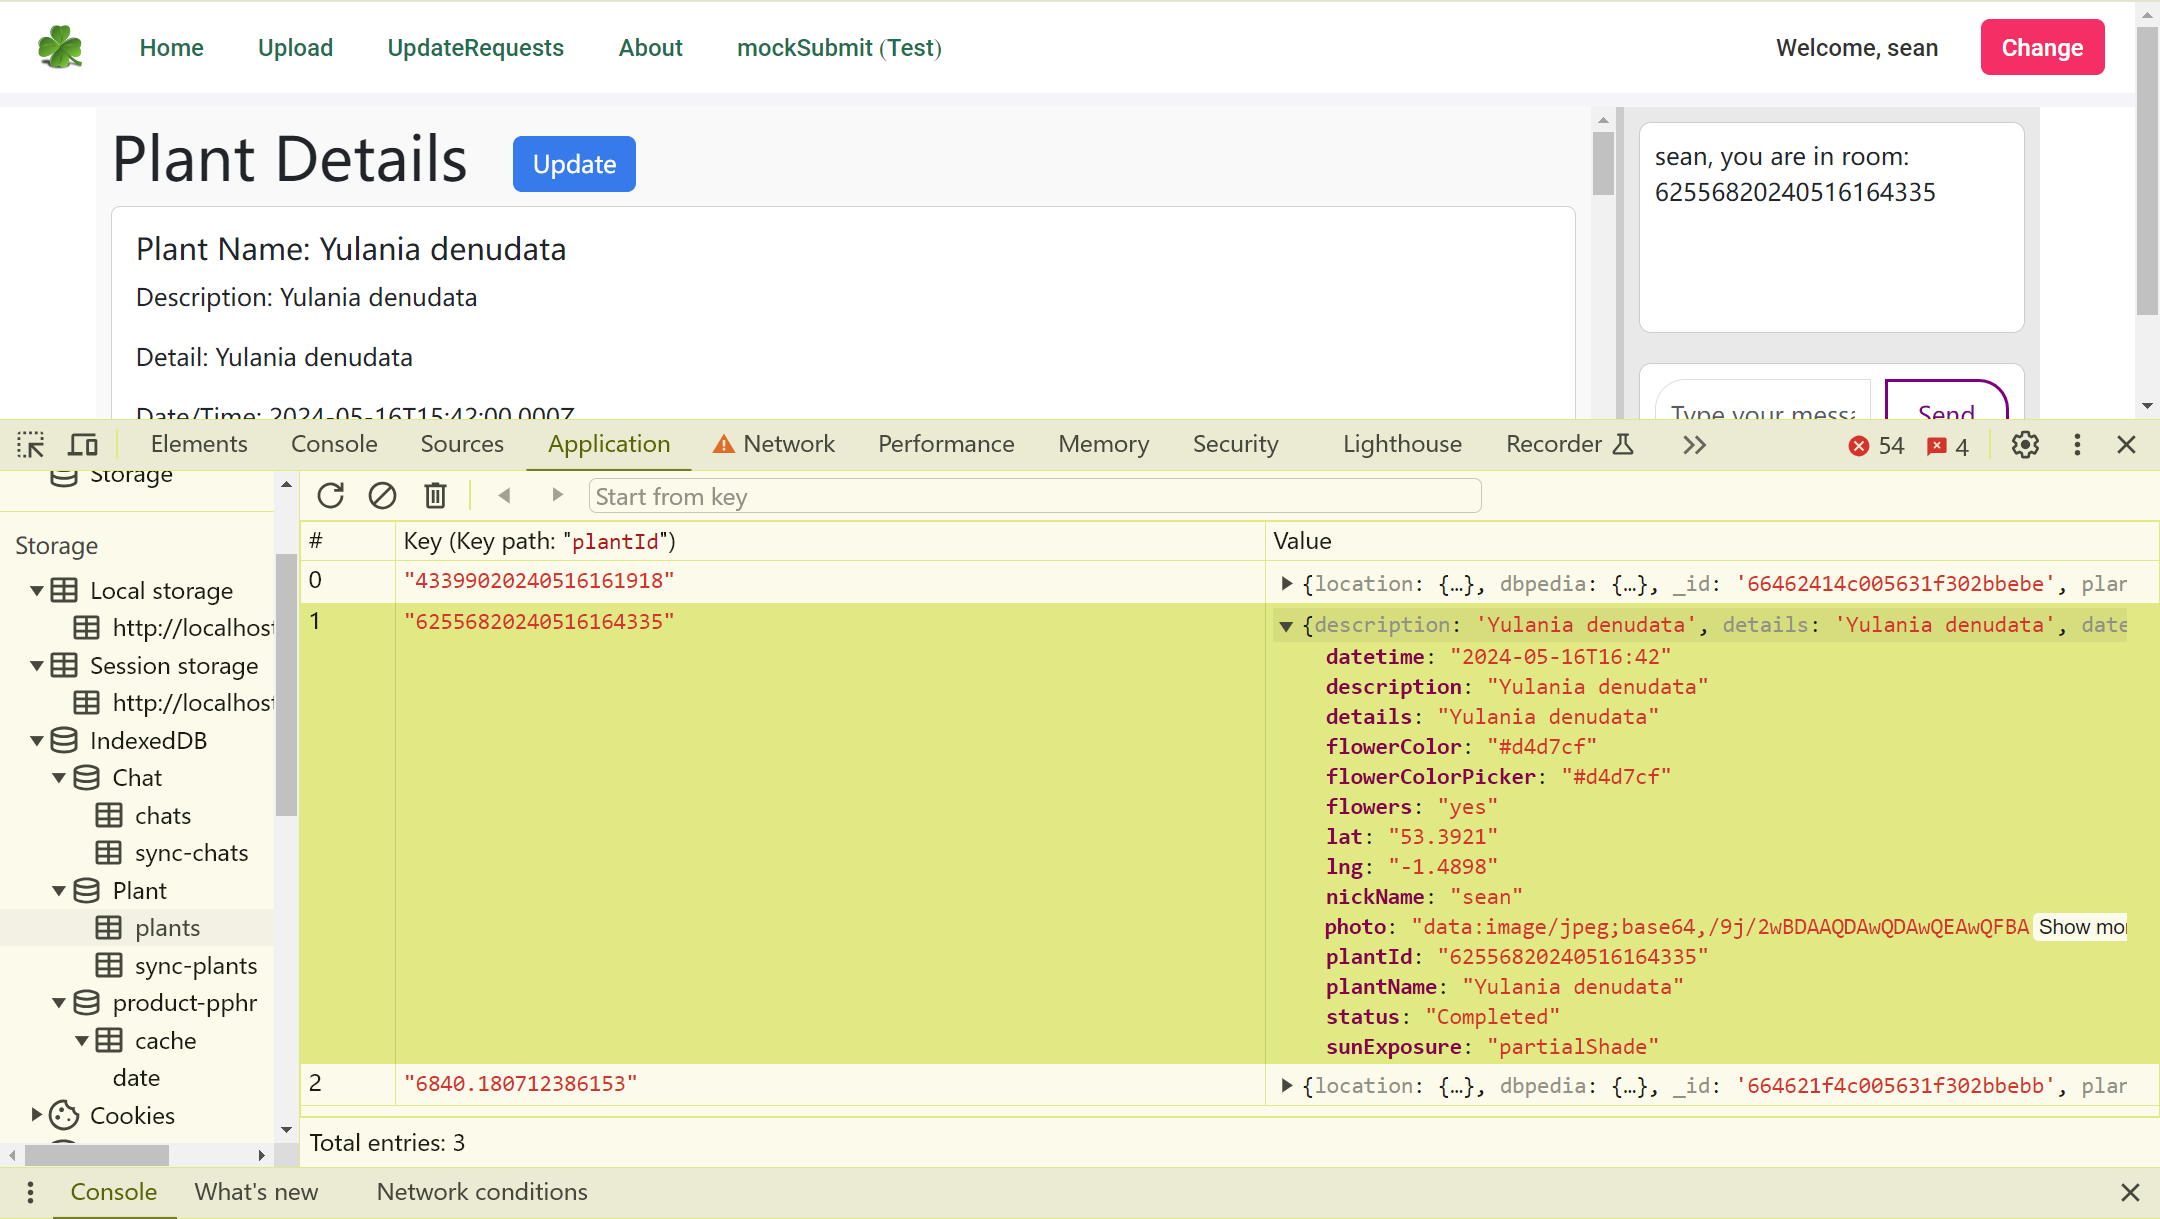 Home Upload UpdateRequests About mockSubmit (Test) Welcome, sean Change
Plant Details Update
Plant Name: Yulania denudata
Description: Yulania denudata
Detail: Yulania denudata
Date/Time: 2024-05-16T15:42:00.000Z
sean, you are in room:
62556820240516164335
Type your messa Send
Elements Console Sources Application Network Performance Memory Security Lighthouse Recorder 54 4
Storage
Start from key
Storage
Local storage
http://localhost
Session storage
http://localhost
IndexedDB
Chat
chats
sync-chats
Plant
plants
sync-plants
product-pphr
cache
date
Cookies
# Key (Key path: "plantId") Value
0 "43399020240516161918" {location: {…}, dbpedia: {…}, _id: '66462414c005631f302bbebe', plan
1 "62556820240516164335" {description: 'Yulania denudata', details: 'Yulania denudata', date
datetime: "2024-05-16T16:42"
description: "Yulania denudata"
details: "Yulania denudata"
flowerColor: "#d4d7cf"
flowerColorPicker: "#d4d7cf"
flowers: "yes"
lat: "53.3921"
lng: "-1.4898"
nickName: "sean"
photo: "data:image/jpeg;base64,/9j/2wBDAAQDAwQDAwQEAwQFBA Show mor
plantId: "62556820240516164335"
plantName: "Yulania denudata"
status: "Completed"
sunExposure: "partialShade"
2 "6840.180712386153" {location: {…}, dbpedia: {…}, _id: '664621f4c005631f302bbebb', plan
Total entries: 3
Console What's new Network conditions